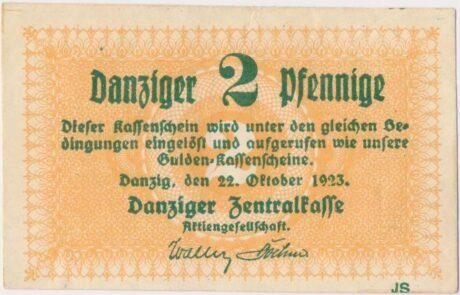 Danziger 2 Pfennige
Dieser Kassenschein wird unter den gleichen Be-
dingungen eingelöst und aufgerufen wie unsere
Gulden-Kassenscheine.
Danzig, den 22. Oktober 1923.
Danziger Zentralkasse
Aktiengesellschaft.
JS